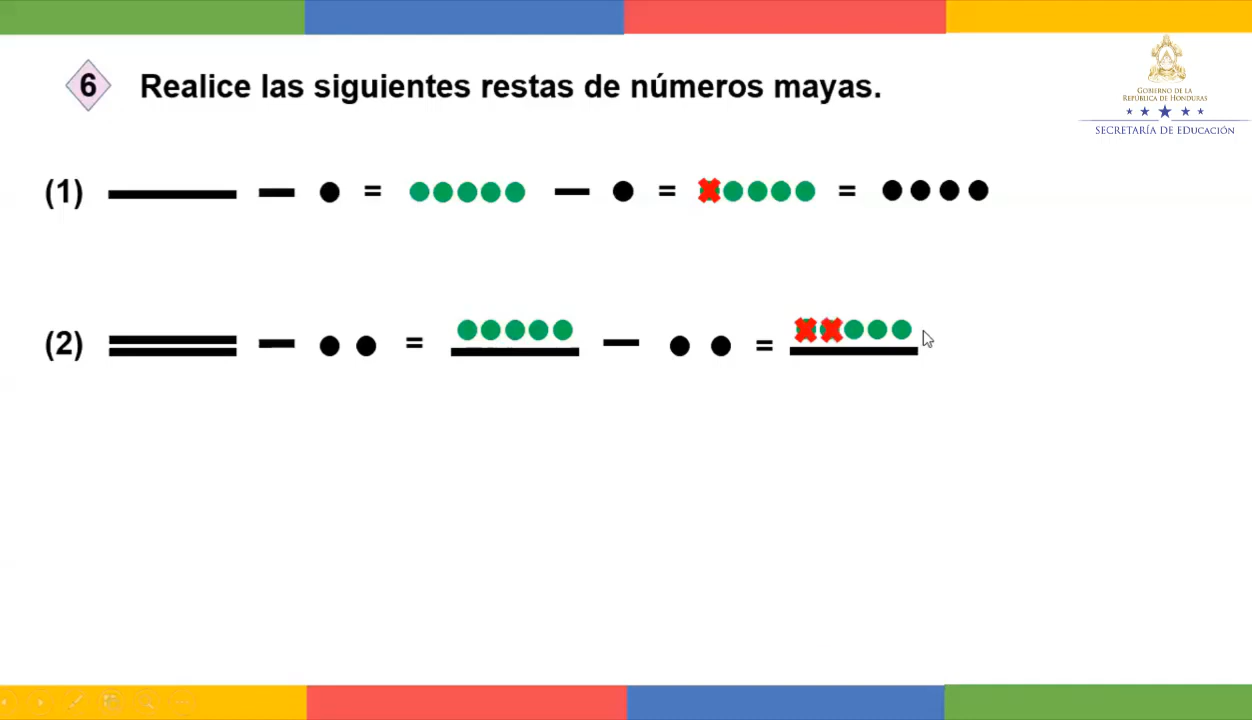 6 Realice las siguientes restas de números mayas.
GOBIERNO DE LA
REPÚBLICA DE HONDURAS
SECRETARÍA DE EDUCACIÓN
(1) = = =
(2) = =